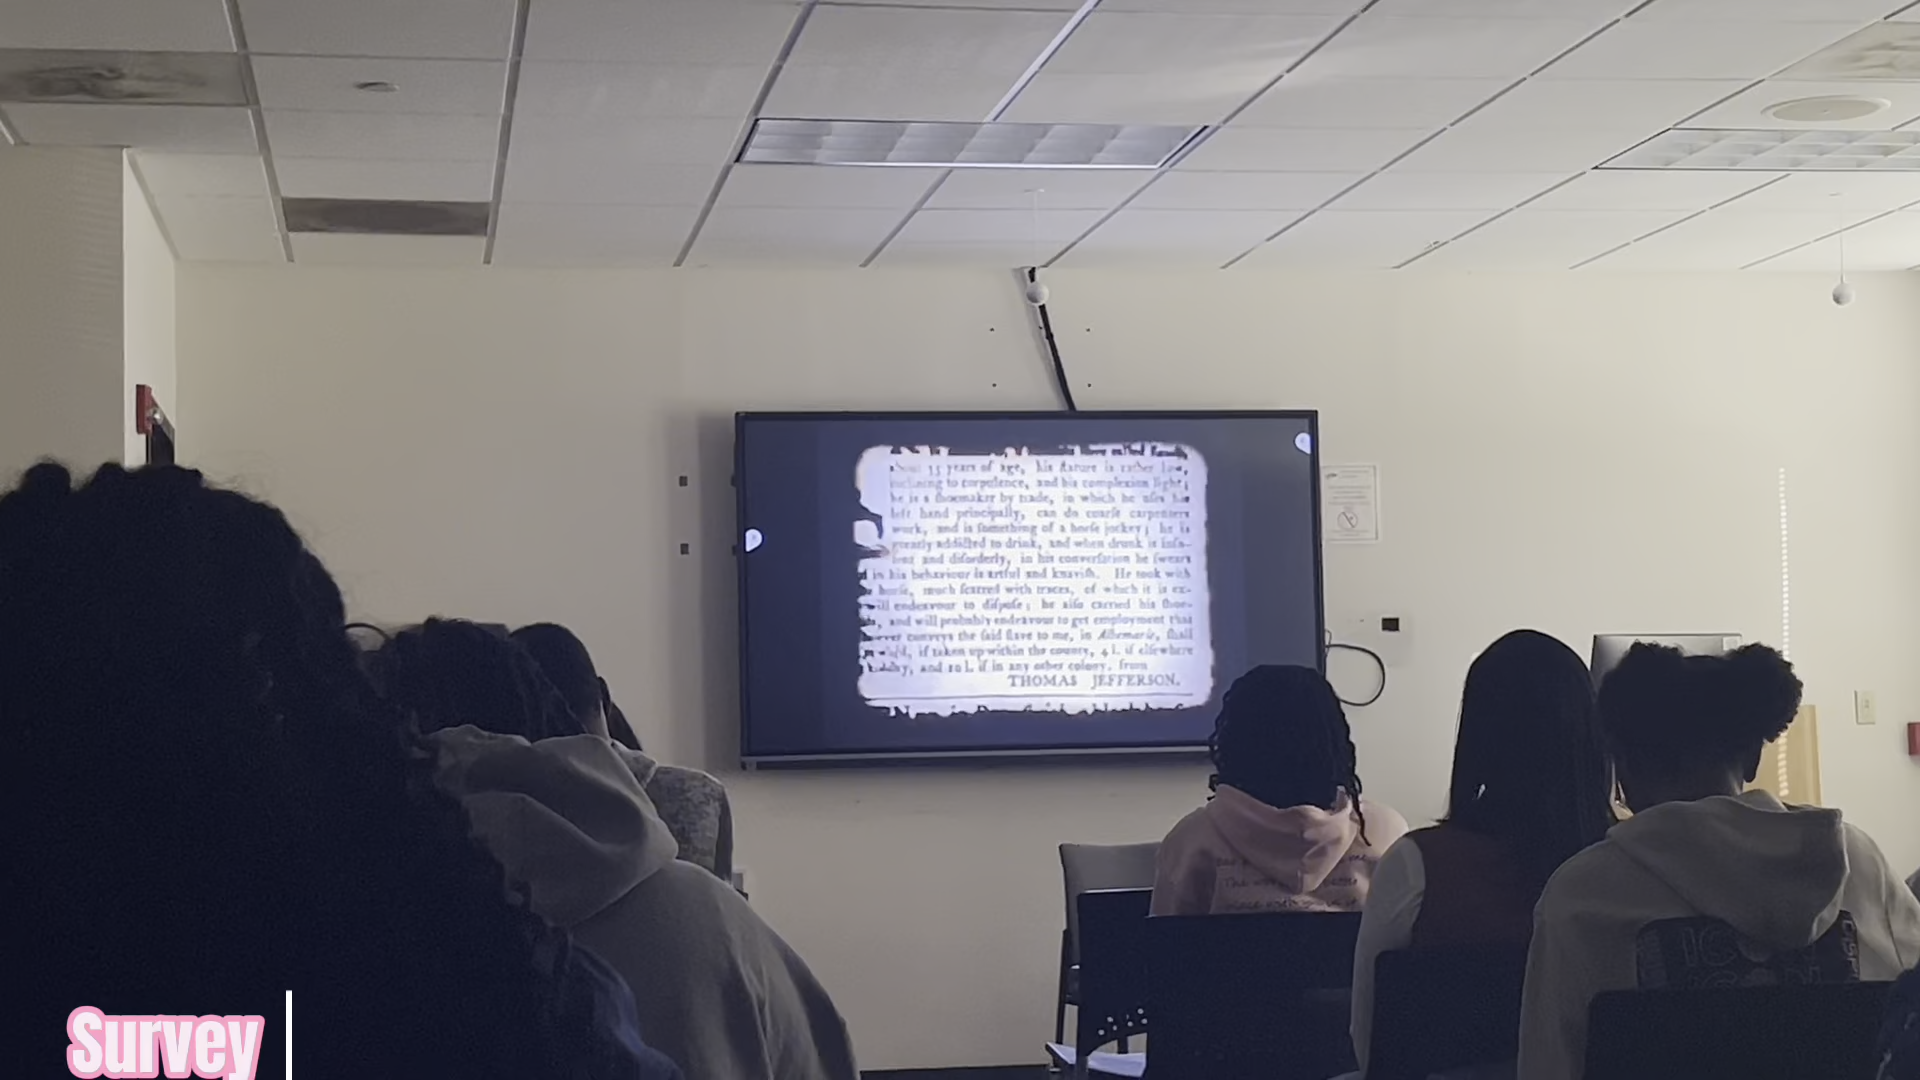 about 35 years of age, his ſtature is rather low,
inclining to corpulence, and his complexion light;
he is a ſhoemaker by trade, in which he uſes his
left hand principally, can do coarſe carpenters
work, and is ſomething of a horſe jockey; he is
greatly addicted to drink, and when drunk is inſo-
lent and diſorderly, in his converſation he ſwears
in his behaviour is artful and knaviſh. He took with
horſe, much ſcarred with traces, of which it is ex-
will endeavour to diſpoſe; he alſo carried his ſhoe-
and will probably endeavour to get employment that
conveys the ſaid ſlave to me, in Albemarle, ſhall
if taken up within the county, 4 l. if elſewhere
and 10 l. if in any other colony, from
THOMAS JEFFERSON.
ICON
Survey